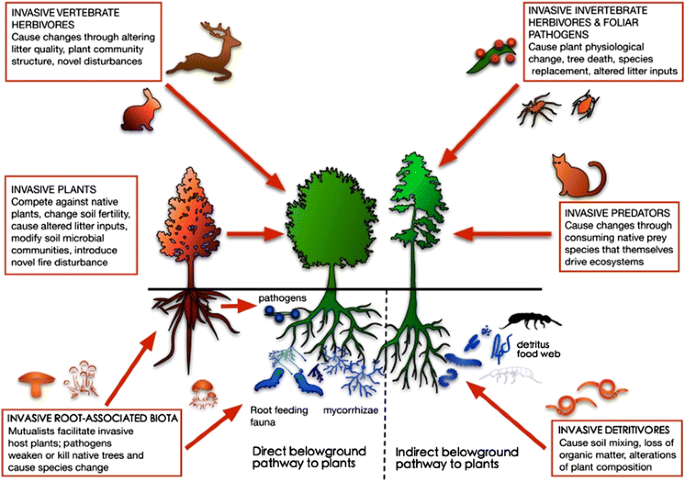 INVASIVE VERTEBRATE
HERBIVORES
Cause changes through altering
litter quality, plant community
structure, novel disturbances
INVASIVE INVERTEBRATE
HERBIVORES & FOLIAR
PATHOGENS
Cause plant physiological
change, tree death, species
replacement, altered litter inputs
INVASIVE PLANTS
Compete against native
plants, change soil fertility,
cause altered litter inputs,
modify soil microbial
communities, introduce
novel fire disturbance
INVASIVE PREDATORS
Cause changes through
consuming native prey
species that themselves
drive ecosystems
pathogens
detritus
food web
Root feeding
fauna
mycorrhizae
INVASIVE ROOT-ASSOCIATED BIOTA
Mutualists facilitate invasive
host plants; pathogens
weaken or kill native trees and
cause species change
Direct belowground
pathway to plants
Indirect belowground
pathway to plants
INVASIVE DETRITIVORES
Cause soil mixing, loss of
organic matter, alterations
of plant composition